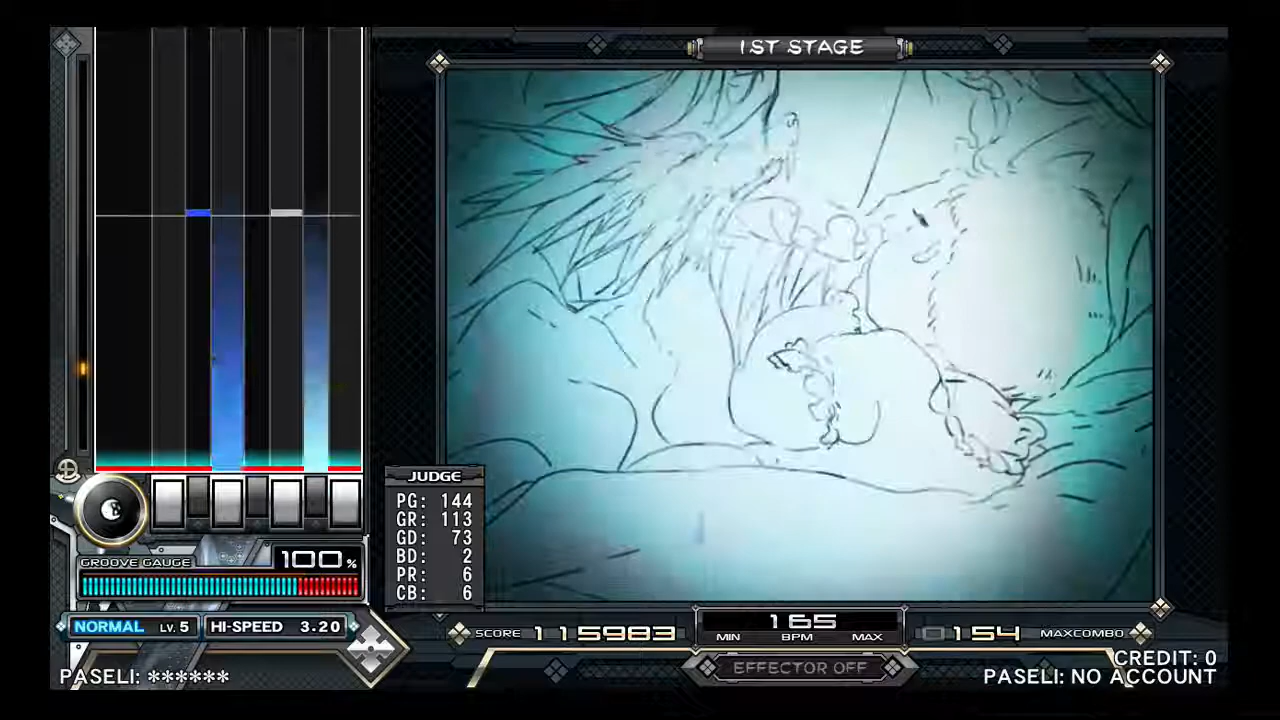 1ST STAGE
JUDGE
PG: 144
GR: 113
GD: 73
BD: 2
PR: 6
CB: 6
GROOVE GAUGE 100 %
NORMAL LV. 5 HI-SPEED 3.20
SCORE 115983
165
MIN BPM MAX
0154 MAXCOMBO
EFFECTOR OFF
CREDIT: 0
PASELI: ******
PASELI: NO ACCOUNT